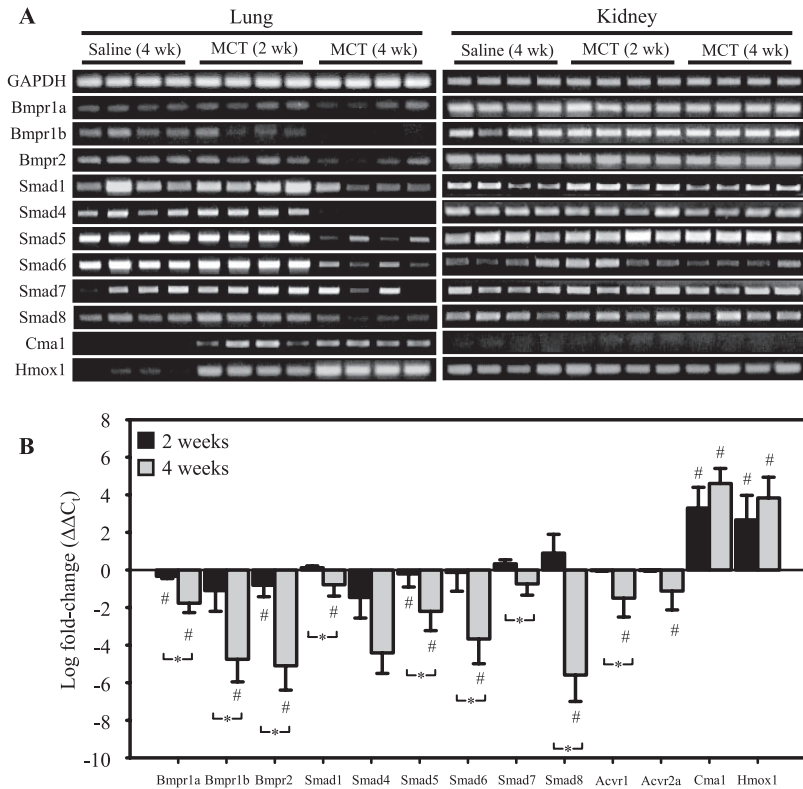 A
Lung
Kidney
Saline (4 wk) MCT (2 wk) MCT (4 wk)
Saline (4 wk) MCT (2 wk) MCT (4 wk)
GAPDH
Bmpr1a
Bmpr1b
Bmpr2
Smad1
Smad4
Smad5
Smad6
Smad7
Smad8
Cma1
Hmox1
B
Log fold-change (ΔΔCt)
8
6
4
2
0
-2
-4
-6
-8
-10
2 weeks
4 weeks
# # # #
# # # # # # # # # # #
* * * * * * * * *
Bmpr1a Bmpr1b Bmpr2 Smad1 Smad4 Smad5 Smad6 Smad7 Smad8 Acvr1 Acvr2a Cma1 Hmox1